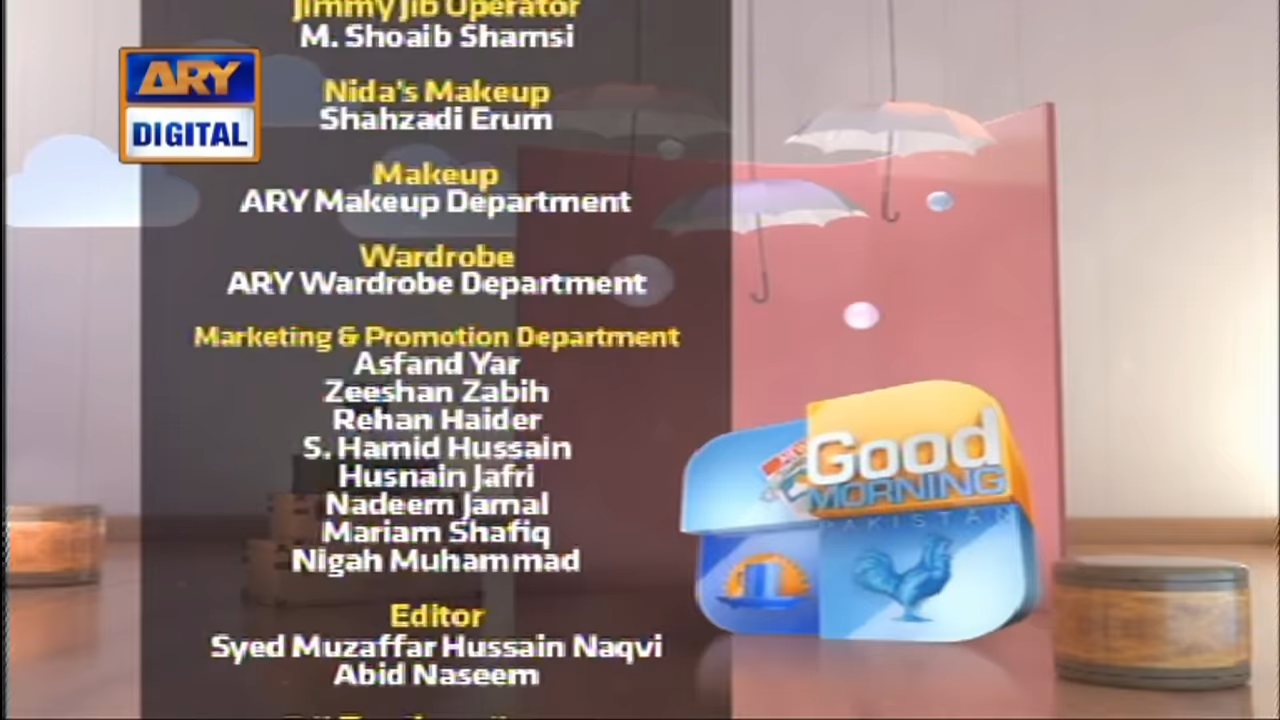 Jimmy Jib Operator
M. Shoaib Shamsi
ARY
DIGITAL
Nida's Makeup
Shahzadi Erum
Makeup
ARY Makeup Department
Wardrobe
ARY Wardrobe Department
Marketing & Promotion Department
Asfand Yar
Zeeshan Zabih
Rehan Haider
S. Hamid Hussain
Husnain Jafri
Nadeem Jamal
Mariam Shafiq
Nigah Muhammad
Good
MORNING
PAKISTAN
Editor
Syed Muzaffar Hussain Naqvi
Abid Naseem